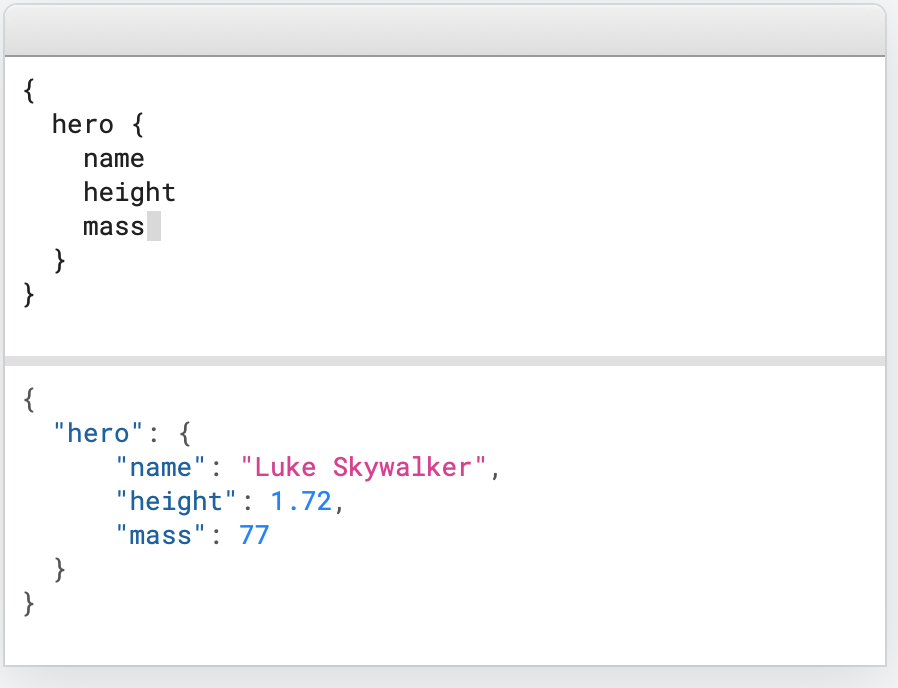 {
  hero {
    name
    height
    mass
  }
}
{
  "hero": {
      "name": "Luke Skywalker",
      "height": 1.72,
      "mass": 77
  }
}